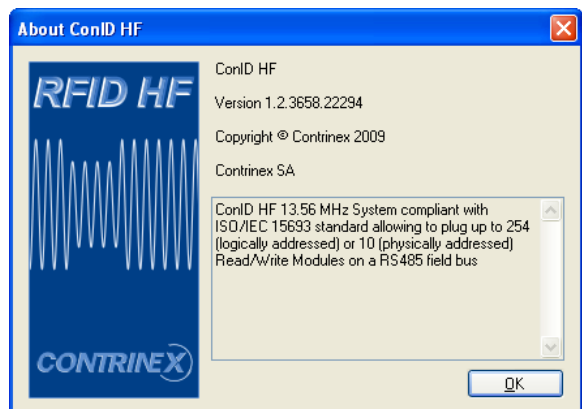 About ConID HF
RFID HF
CONTRINEX
ConID HF
Version 1.2.3658.22294
Copyright © Contrinex 2009
Contrinex SA
ConID HF 13.56 MHz System compliant with
ISO/IEC 15693 standard allowing to plug up to 254
(logically addressed) or 10 (physically addressed)
Read/Write Modules on a RS485 field bus
OK